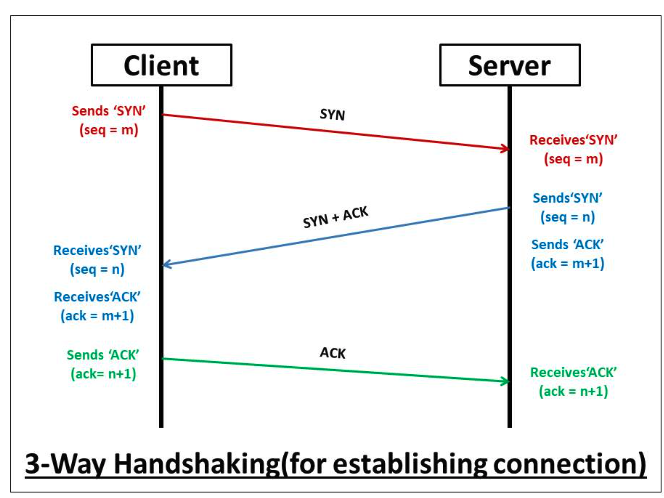 Client
Server
Sends ‘SYN’
(seq = m)
SYN
Receives‘SYN’
(seq = m)
Sends‘SYN’
(seq = n)
Sends ‘ACK’
(ack = m+1)
SYN + ACK
Receives‘SYN’
(seq = n)
Receives‘ACK’
(ack = m+1)
Sends ‘ACK’
(ack= n+1)
ACK
Receives‘ACK’
(ack = n+1)
3-Way Handshaking(for establishing connection)